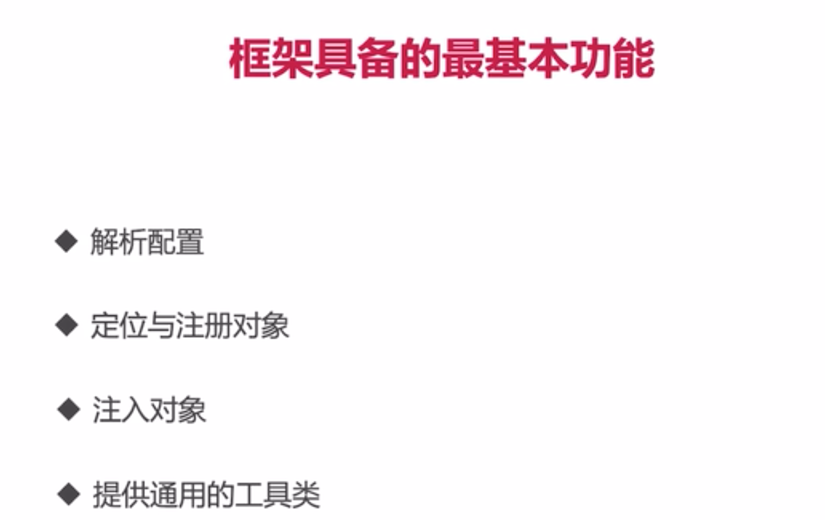 框架具备的最基本功能
◆ 解析配置
◆ 定位与注册对象
◆ 注入对象
◆ 提供通用的工具类